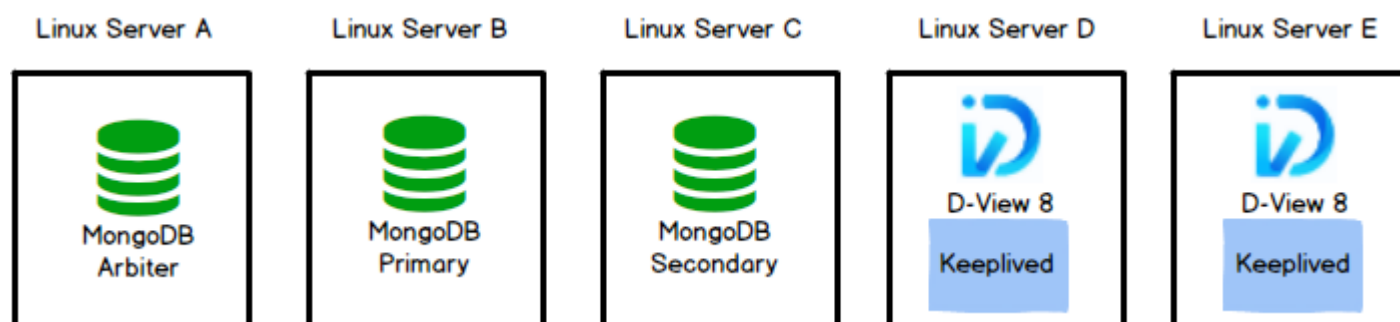 Linux Server A
Linux Server B
Linux Server C
Linux Server D
Linux Server E
MongoDB
Arbiter
MongoDB
Primary
MongoDB
Secondary
D-View 8
Keeplived
D-View 8
Keeplived